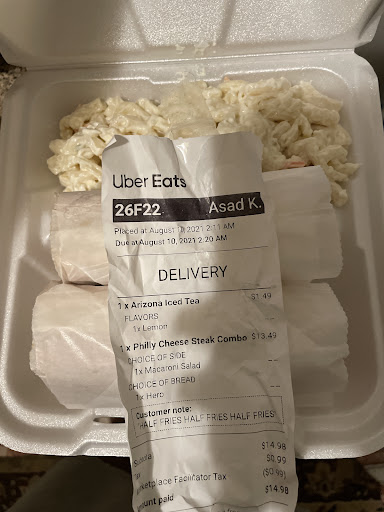 Uber Eats
26F22 Asad K.
Placed at August 10, 2021 2:11 AM
Due at August 10, 2021 2:20 AM
DELIVERY
1 x Arizona Iced Tea $1.49
FLAVORS
1x Lemon
1 x Philly Cheese Steak Combo $13.49
CHOICE OF SIDE
1x Macaroni Salad
CHOICE OF BREAD
1x Hero
Customer note:
HALF FRIES HALF FRIES HALF FRIES
$14.98
Tax $0.99
Marketplace Facilitator Tax ($0.99)
paid $14.98